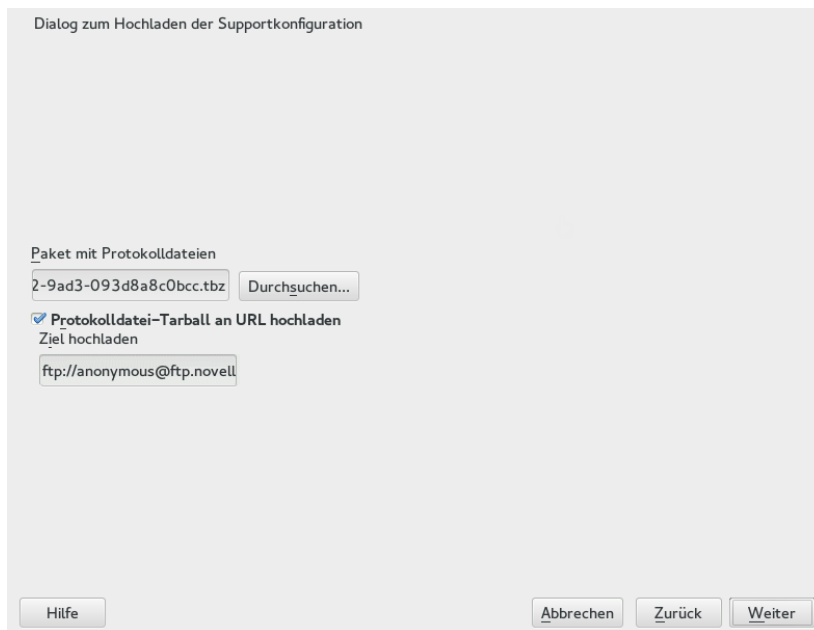 Dialog zum Hochladen der Supportkonfiguration
Paket mit Protokolldateien
2-9ad3-093d8a8c0bcc.tbz
Durchsuchen...
Protokolldatei-Tarball an URL hochladen
Ziel hochladen
ftp://anonymous@ftp.novell
Hilfe
Abbrechen
Zurück
Weiter